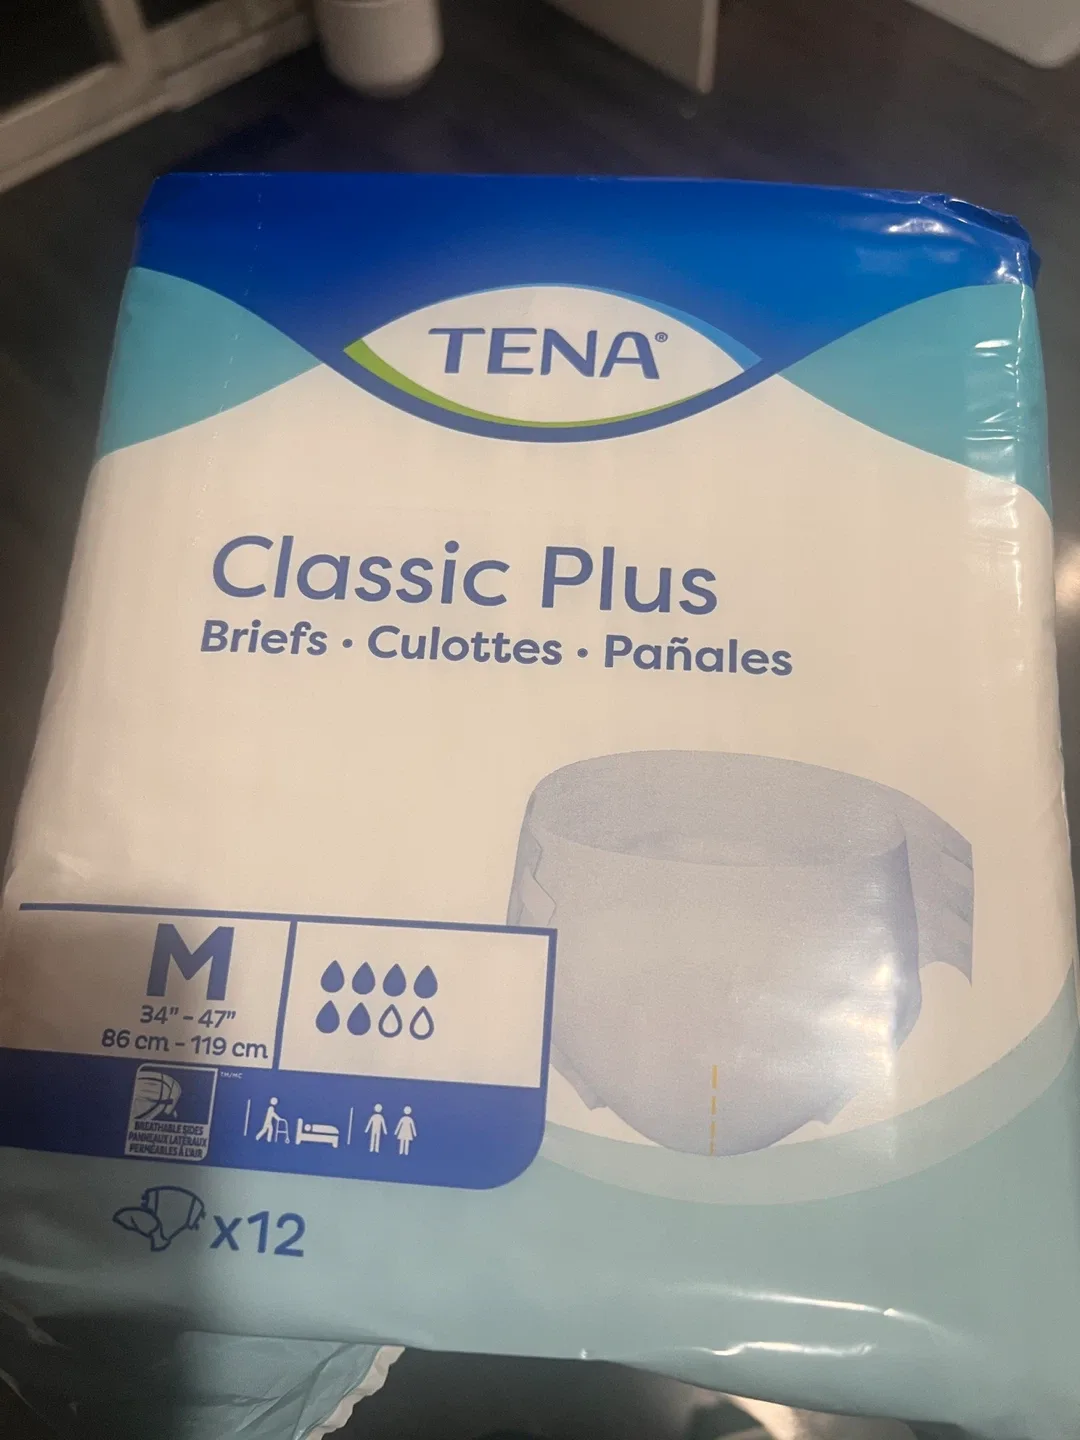 TENA®
Classic Plus
Briefs • Culottes • Pañales
M
34" - 47"
86 cm - 119 cm
TM/MC
BREATHABLE SIDES
PANNEAUX LATÉRAUX
PERMÉABLES À L'AIR
x12